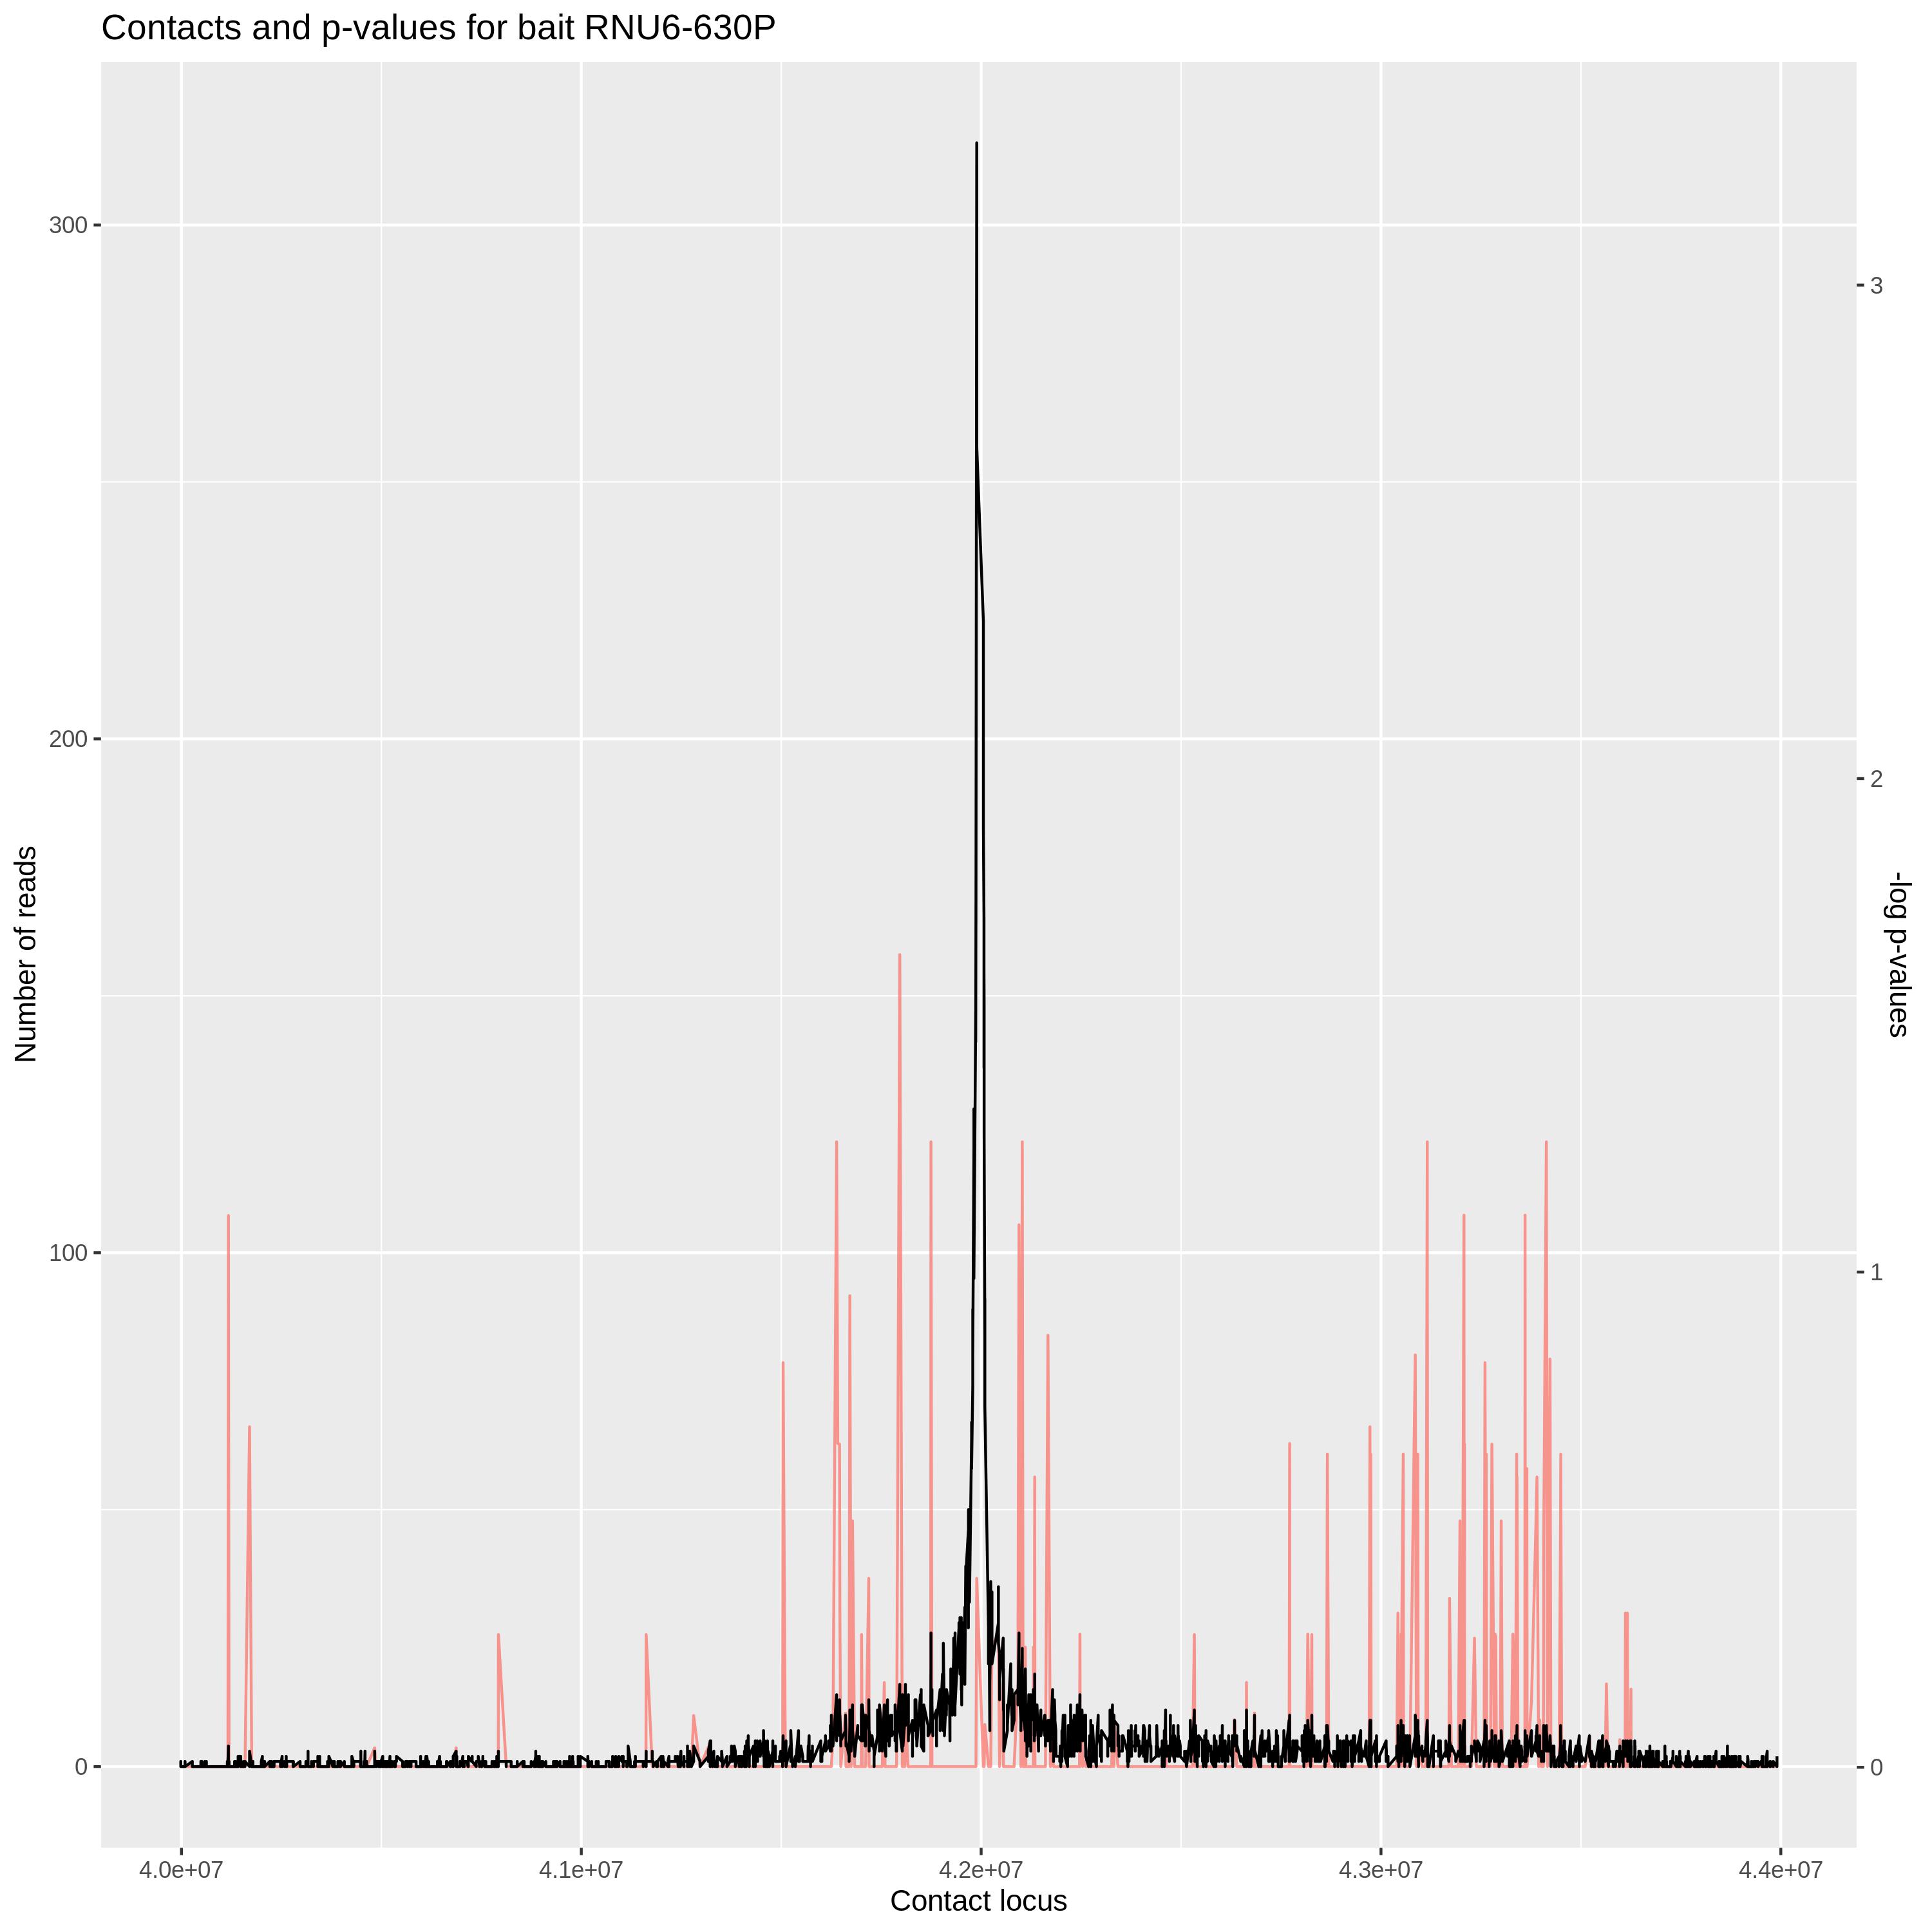 Contacts and p-values for bait RNU6-630P
300
200
100
0
Number of reads
3
2
1
0
-log p-values
4.0e+07
4.1e+07
4.2e+07
4.3e+07
4.4e+07
Contact locus